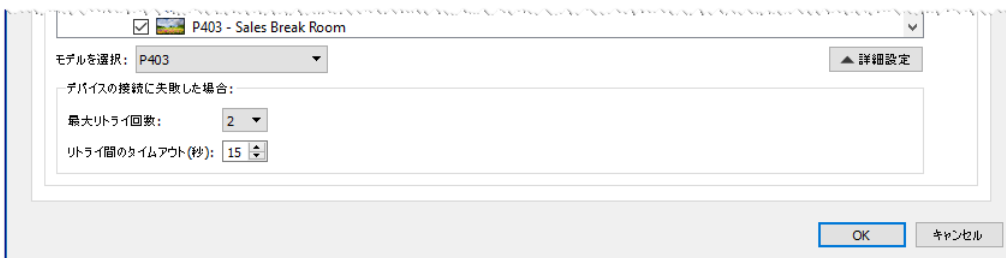 P403 - Sales Break Room
モデルを選択: P403 ▲ 詳細設定
デバイスの接続に失敗した場合:
最大リトライ回数: 2
リトライ間のタイムアウト(秒): 15
OK キャンセル